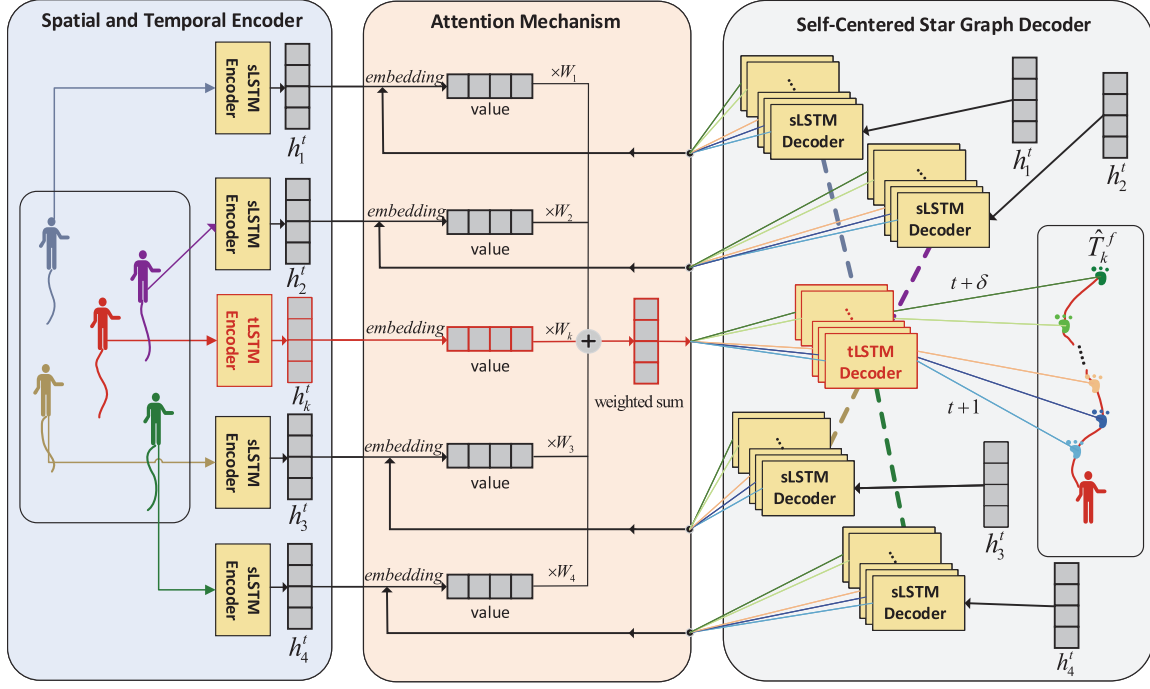 Spatial and Temporal Encoder
sLSTM
Encoder
h_1^t
sLSTM
Encoder
h_2^t
tLSTM
Encoder
h_k^t
sLSTM
Encoder
h_3^t
sLSTM
Encoder
h_4^t
Attention Mechanism
embedding
×W_1
value
embedding
×W_2
value
embedding
×W_k
+
value
weighted sum
embedding
×W_3
value
embedding
×W_4
value
Self-Centered Star Graph Decoder
...
sLSTM
Decoder
h_1^t
h_2^t
...
sLSTM
Decoder
\hat{T}_k^f
t+δ
...
tLSTM
Decoder
t+1
...
...
sLSTM
Decoder
h_3^t
...
sLSTM
Decoder
h_4^t